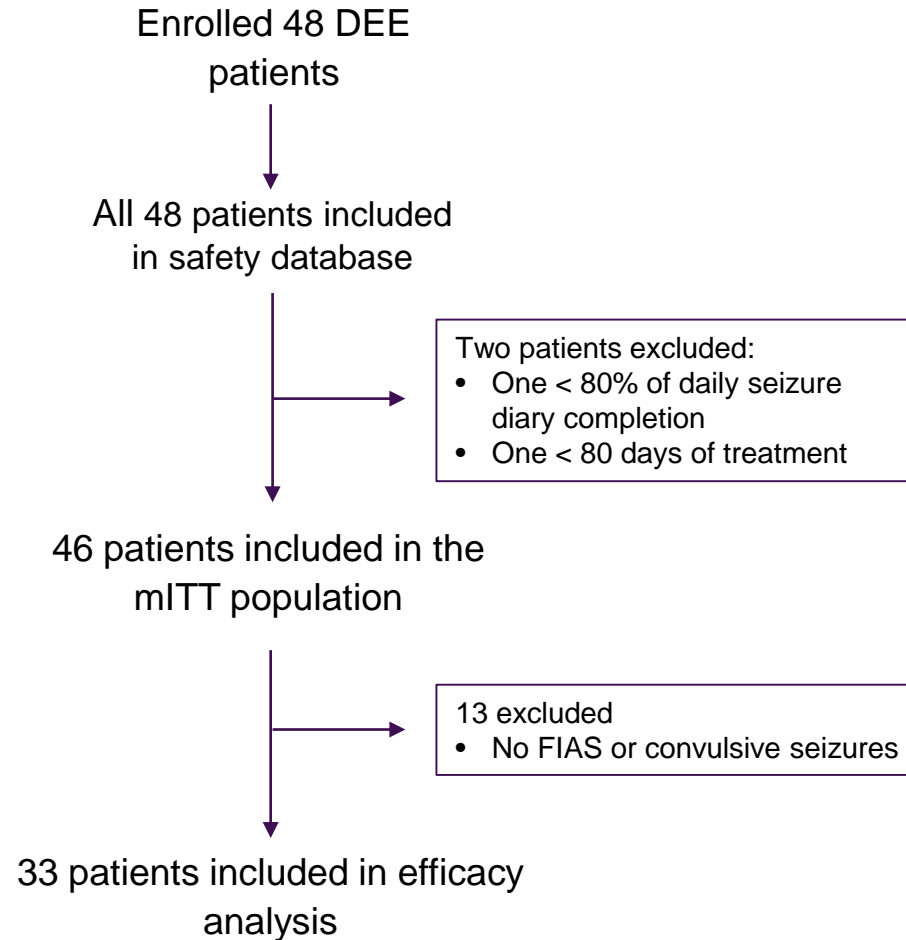 Enrolled 48 DEE
patients
All 48 patients included
in safety database
Two patients excluded:
• One < 80% of daily seizure
diary completion
• One < 80 days of treatment
46 patients included in the
mITT population
13 excluded
• No FIAS or convulsive seizures
33 patients included in efficacy
analysis